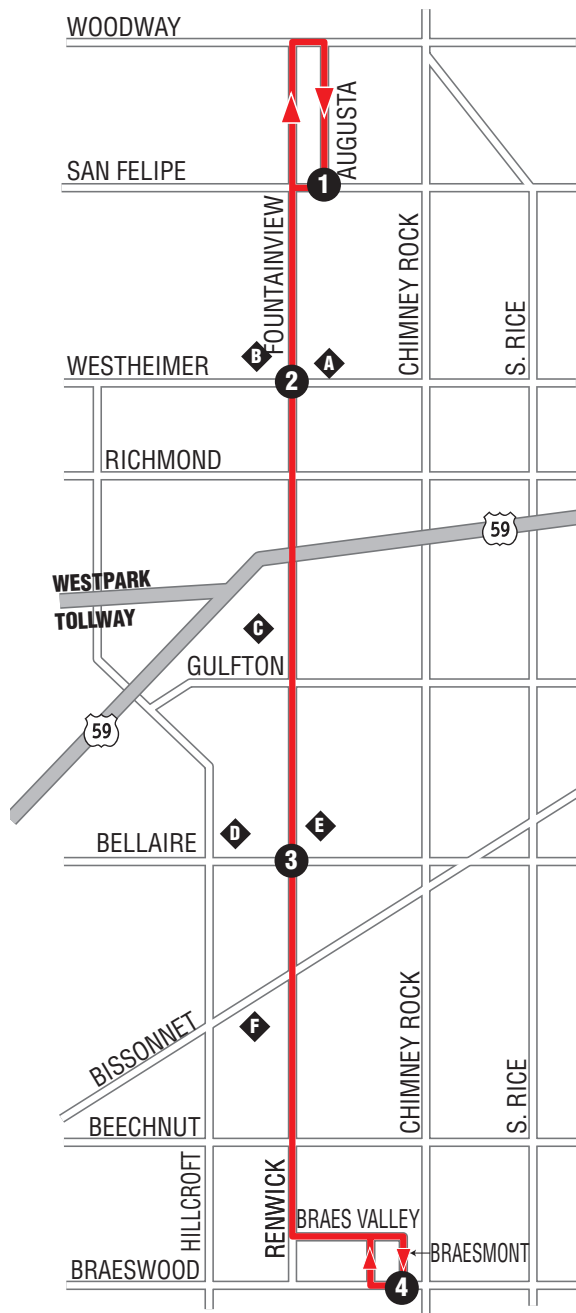 WOODWAY
AUGUSTA
SAN FELIPE
1
FOUNTAINVIEW
CHIMNEY ROCK
S. RICE
B
A
WESTHEIMER
2
RICHMOND
59
WESTPARK
TOLLWAY
C
GULFTON
59
D
E
BELLAIRE
3
BISSONNET
F
CHIMNEY ROCK
S. RICE
BEECHNUT
HILLCROFT
RENWICK
BRAES VALLEY
BRAESMONT
BRAESWOOD
4